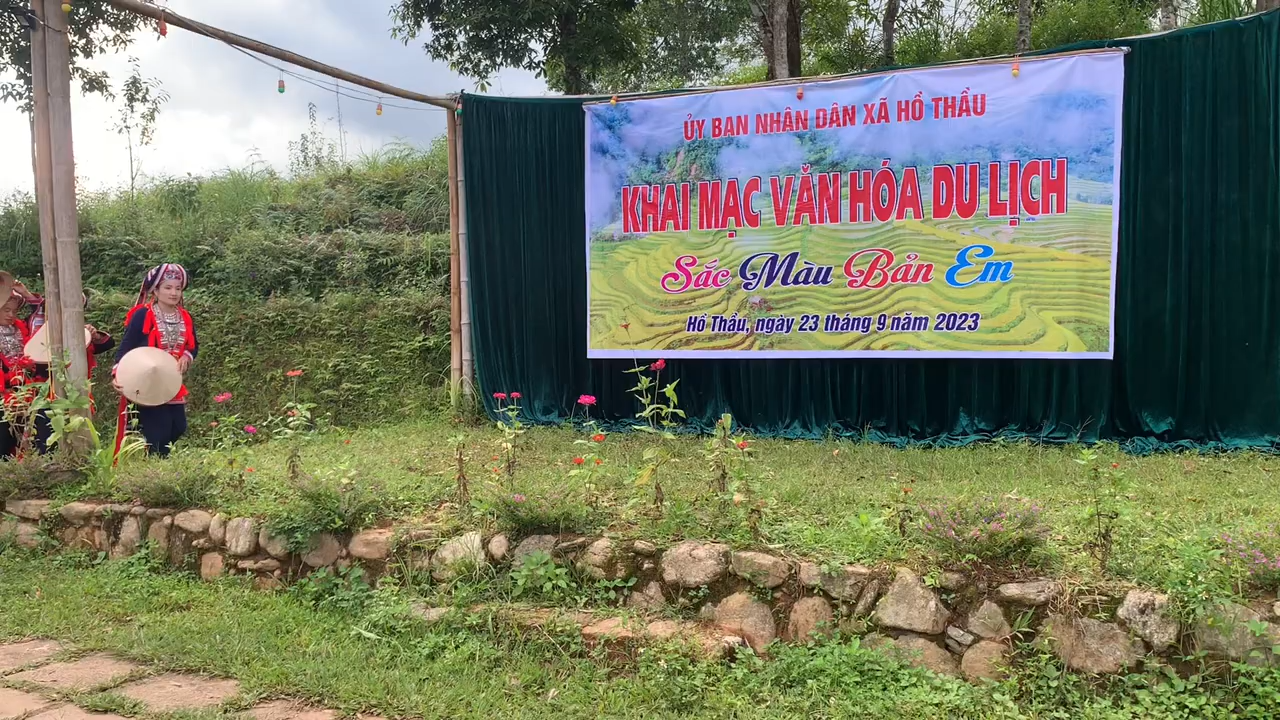 ỦY BAN NHÂN DÂN XÃ HỒ THẦU
KHAI MẠC VĂN HÓA DU LỊCH
Sắc Màu Bản Em
Hồ Thầu, ngày 23 tháng 9 năm 2023